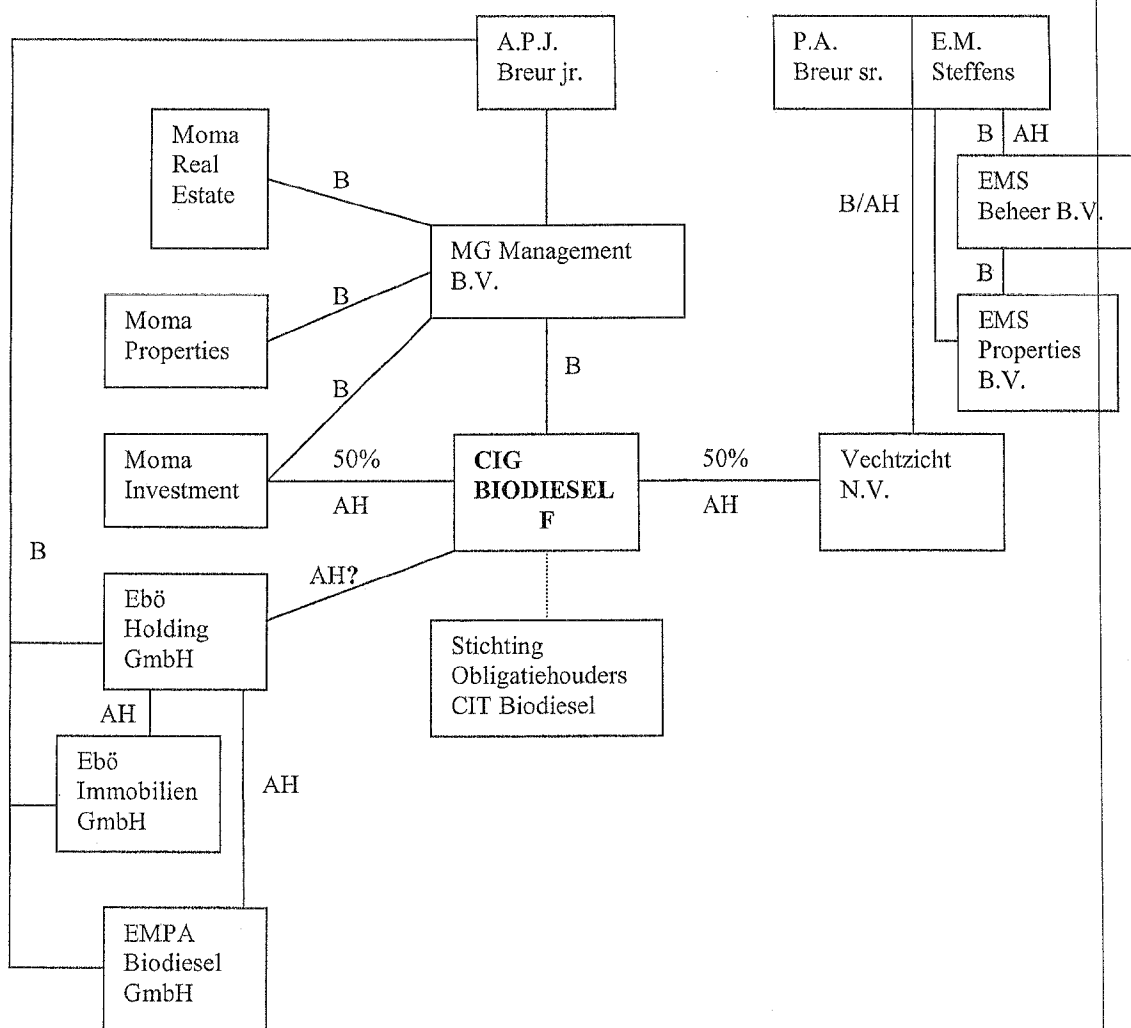 A.P.J.
Breur jr.
P.A.
Breur sr.
E.M.
Steffens
Moma
Real
Estate
B
B
AH
EMS
Beheer B.V.
B/AH
MG Management
B.V.
B
Moma
Properties
B
EMS
Properties
B.V.
B
B
Moma
Investment
50%
AH
CIG
BIODIESEL
F
50%
AH
Vechtzicht
N.V.
B
AH?
Ebö
Holding
GmbH
Stichting
Obligatiehouders
CIT Biodiesel
AH
Ebö
Immobilien
GmbH
AH
EMPA
Biodiesel
GmbH